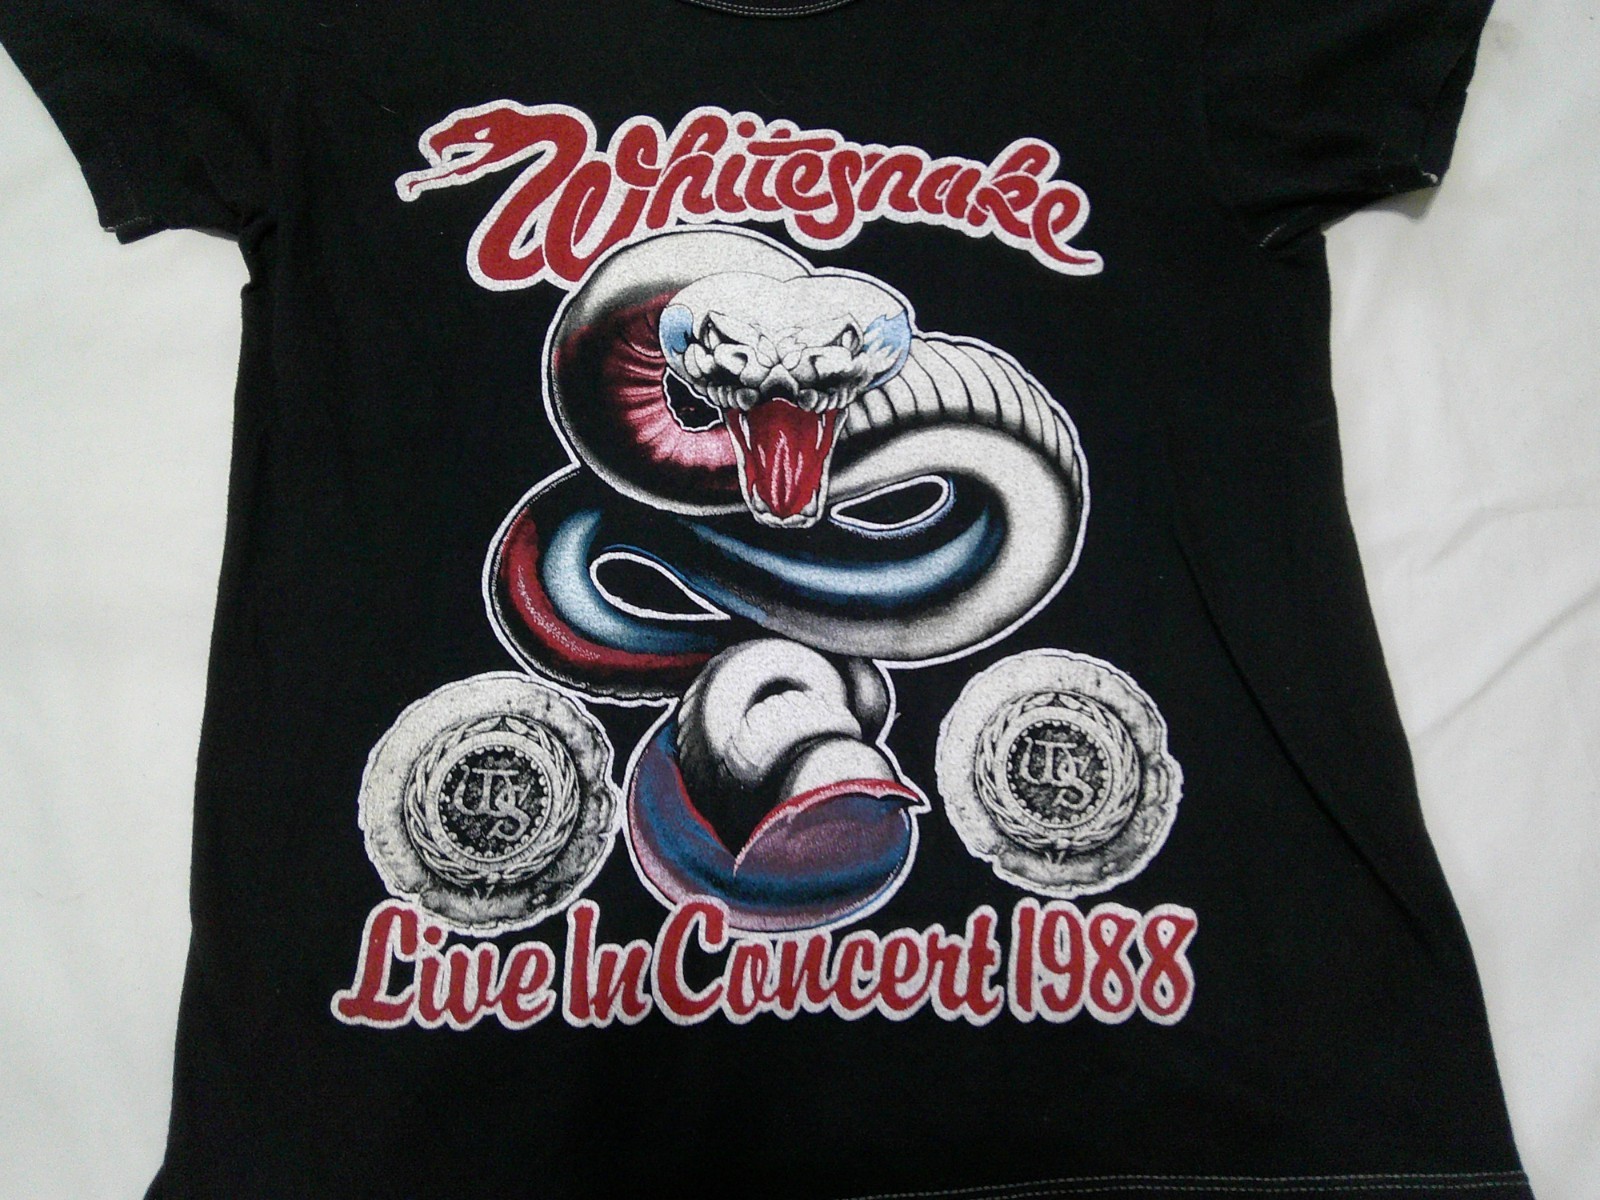 Whitesnake
WS
WS
Live In Concert 1988